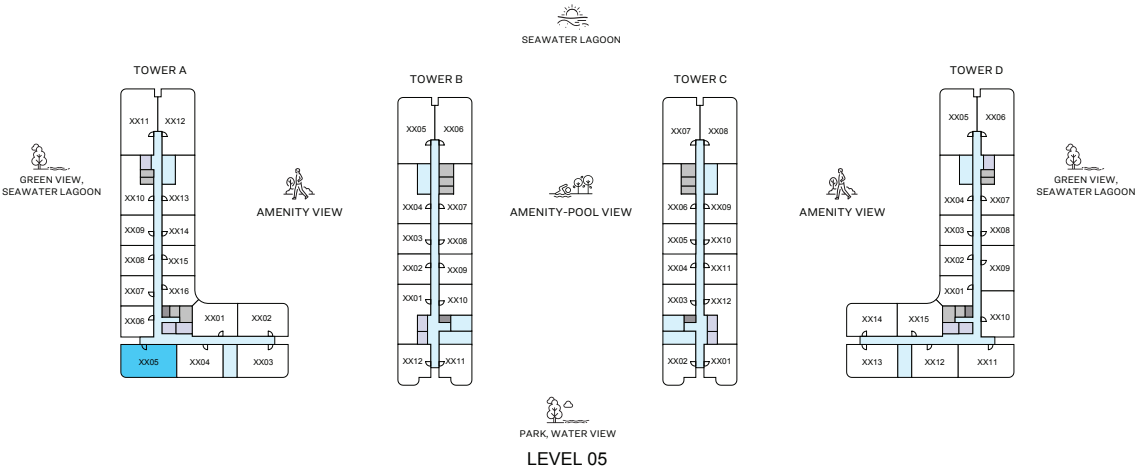 SEAWATER LAGOON
TOWER A
TOWER B
TOWER C
TOWER D
XX11 XX12
XX05 XX06
XX07 XX08
XX05 XX06
GREEN VIEW,
SEAWATER LAGOON
AMENITY VIEW
AMENITY-POOL VIEW
AMENITY VIEW
GREEN VIEW,
SEAWATER LAGOON
XX10 XX13
XX04 XX07
XX06 XX09
XX04 XX07
XX09 XX14
XX03 XX08
XX05 XX10
XX03 XX08
XX08 XX15
XX02 XX09
XX04 XX11
XX02 XX09
XX07 XX16
XX01 XX10
XX03 XX12
XX01 XX10
XX06 XX01 XX02
XX14 XX15
XX05 XX04 XX03
XX12 XX11
XX02 XX01
XX13 XX12 XX11
PARK, WATER VIEW
LEVEL 05